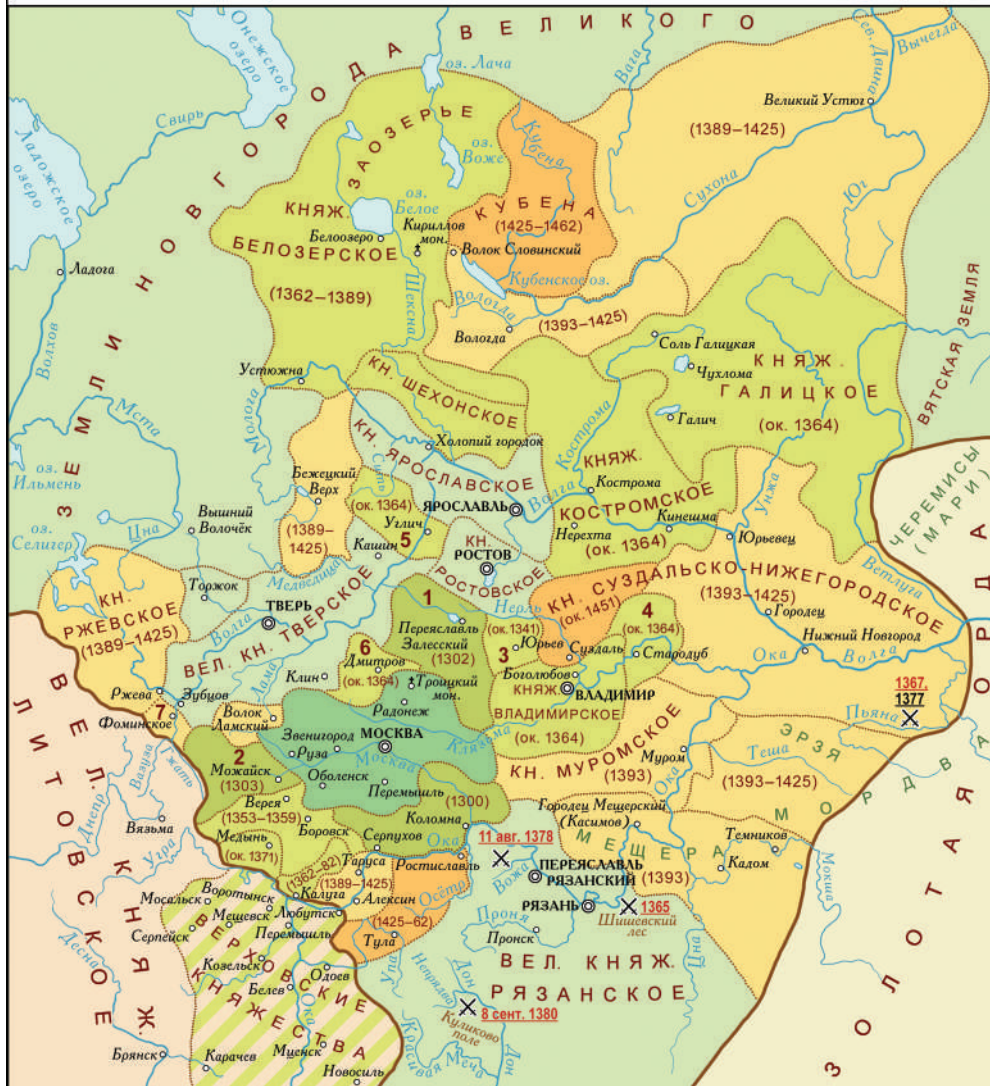 ЗЕМЛИ НОВГОРОДА ВЕЛИКОГО
Онежское
озеро
оз. Лача
Вага
Сев. Двина
Вычегда
Великий Устюг
(1389–1425)
Свирь
Ладожское
озеро
ЗАОЗЕРЬЕ
оз.
Воже
Кубена
Сухона
Юг
КНЯЖ.
БЕЛОЗЕРСКОЕ
(1362–1389)
оз.
Белое
Белоозеро
Кириллов
мон.
КУБЕНА
(1425–1462)
Волок Словинский
Кубенское оз.
Ладога
Шексна
Вологда
Вологда
(1393–1425)
Волхов
Соль Галицкая
Чухлома
КНЯЖ.
ГАЛИЦКОЕ
(ок. 1364)
Галич
ВЯТСКАЯ ЗЕМЛЯ
Устюжна
КН. ШЕХОНСКОЕ
Молога
Мста
Холопий городок
Кострома
КН. ЯРОСЛАВСКОЕ
Сить
оз.
Ильмень
Бежецкий
Верх
(1389–
1425)
(ок. 1364)
Углич
5
ЯРОСЛАВЛЬ
Волга
КНЯЖ.
КОСТРОМСКОЕ
(ок. 1364)
Кострома
Нерехта
Кинешма
Унжа
Юрьевец
ЧЕРЕМИСЫ
(МАРИ)
Ветлуга
оз.
Селигер
Цна
Вышний
Волочёк
Кашин
Медведица
КН.
РОСТОВ
РОСТОВСКОЕ
Торжок
КН.
РЖЕВСКОЕ
(1389–1425)
ТВЕРЬ
Волга
ВЕЛ. КН. ТВЕРСКОЕ
1
Переяславль
Залесский
(1302)
Нерль
КН. СУЗДАЛЬСКО-НИЖЕГОРОДСКОЕ
(ок. 1451)
(1393–1425)
Городец
Нижний Новгород
Ока
Волга
(ок. 1341)
3
Юрьев
Суздаль
4
(ок. 1364)
Стародуб
6
Дмитров
(ок. 1364)
Клин
Лама
Троицкий
мон.
Радонеж
Боголюбов
КНЯЖ.
ВЛАДИМИР
ВЛАДИМИРСКОЕ
(ок. 1364)
Клязьма
Ржева
Зубцов
7
Фоминское
Волок
Ламский
Звенигород
Руза
МОСКВА
Москва
Оболенск
Перемышль
1367,
1377
Пьяна
ЭРЗЯ
МОРДВА
КН. МУРОМСКОЕ
(1393)
Муром
Ока
Теша
(1393–1425)
ВЕЛ. КНЯЖ.
ЛИТОВСКОЕ
Вазуза
Гжать
Днепр
Вязьма
Угра
2
Можайск
(1303)
Верея
(1353–1359)
Боровск
Медынь
(ок. 1371)
(1300)
Коломна
Серпухов
Ока
(1362–82)
Таруса
(1389–1425)
Калуга
Алексин
Ростиславль
Осётр
(1425–62)
Тула
Упа
11 авг. 1378
Вожа
ПЕРЕЯСЛАВЛЬ
РЯЗАНСКИЙ
РЯЗАНЬ
1365
Шишевский
лес
Городец Мещерский
(Касимов)
МЕЩЕРА
(1393)
Темников
Кадом
Мокша
Цна
Проня
Пронск
ВЕЛ. КНЯЖ.
РЯЗАНСКОЕ
ЗОЛОТАЯ ОРДА
Мосальск
Воротынск
Мещевск
Любутск
Серпейск
Перемышль
Козельск
Одоев
Белев
ВЕРХОВСКИЕ
КНЯЖЕСТВА
Десна
Ока
Мценск
Брянск
Карачев
Новосиль
Дон
Непрядва
8 сент. 1380
Куликово
поле
Красивая Меча
Дон